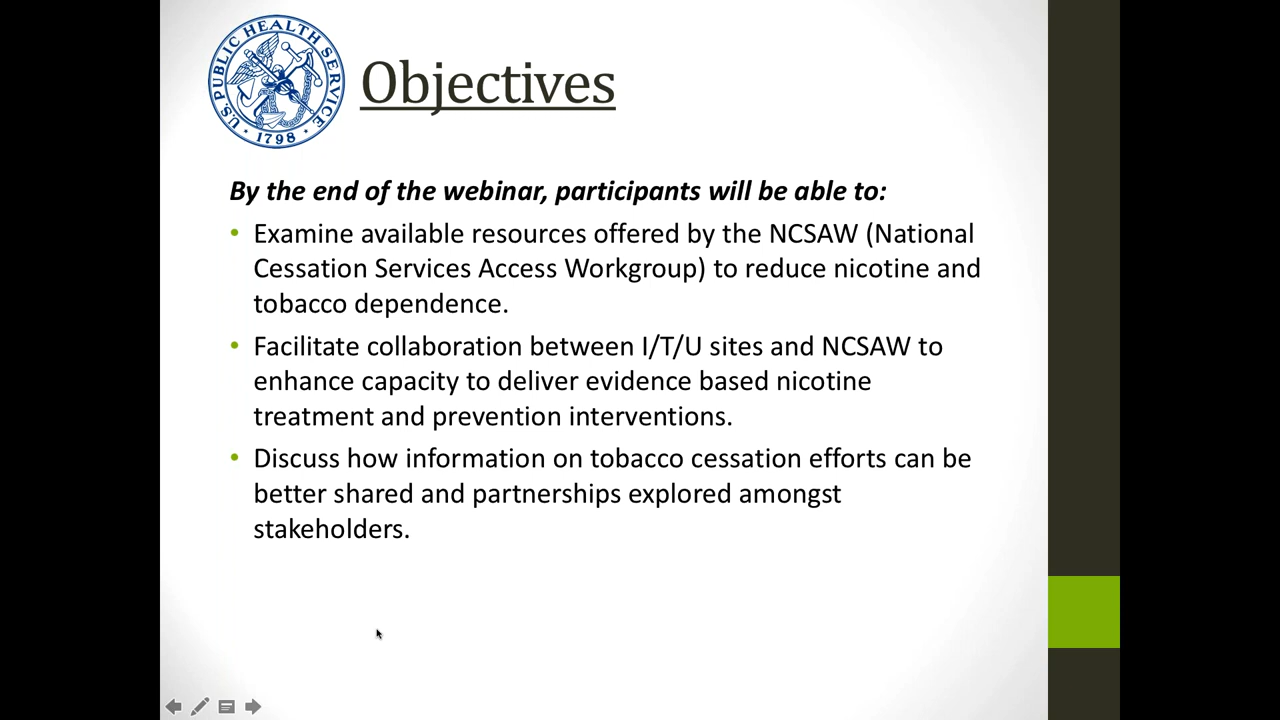 U.S. PUBLIC HEALTH SERVICE
1798
Objectives
By the end of the webinar, participants will be able to:
• Examine available resources offered by the NCSAW (National
Cessation Services Access Workgroup) to reduce nicotine and
tobacco dependence.
• Facilitate collaboration between I/T/U sites and NCSAW to
enhance capacity to deliver evidence based nicotine
treatment and prevention interventions.
• Discuss how information on tobacco cessation efforts can be
better shared and partnerships explored amongst
stakeholders.